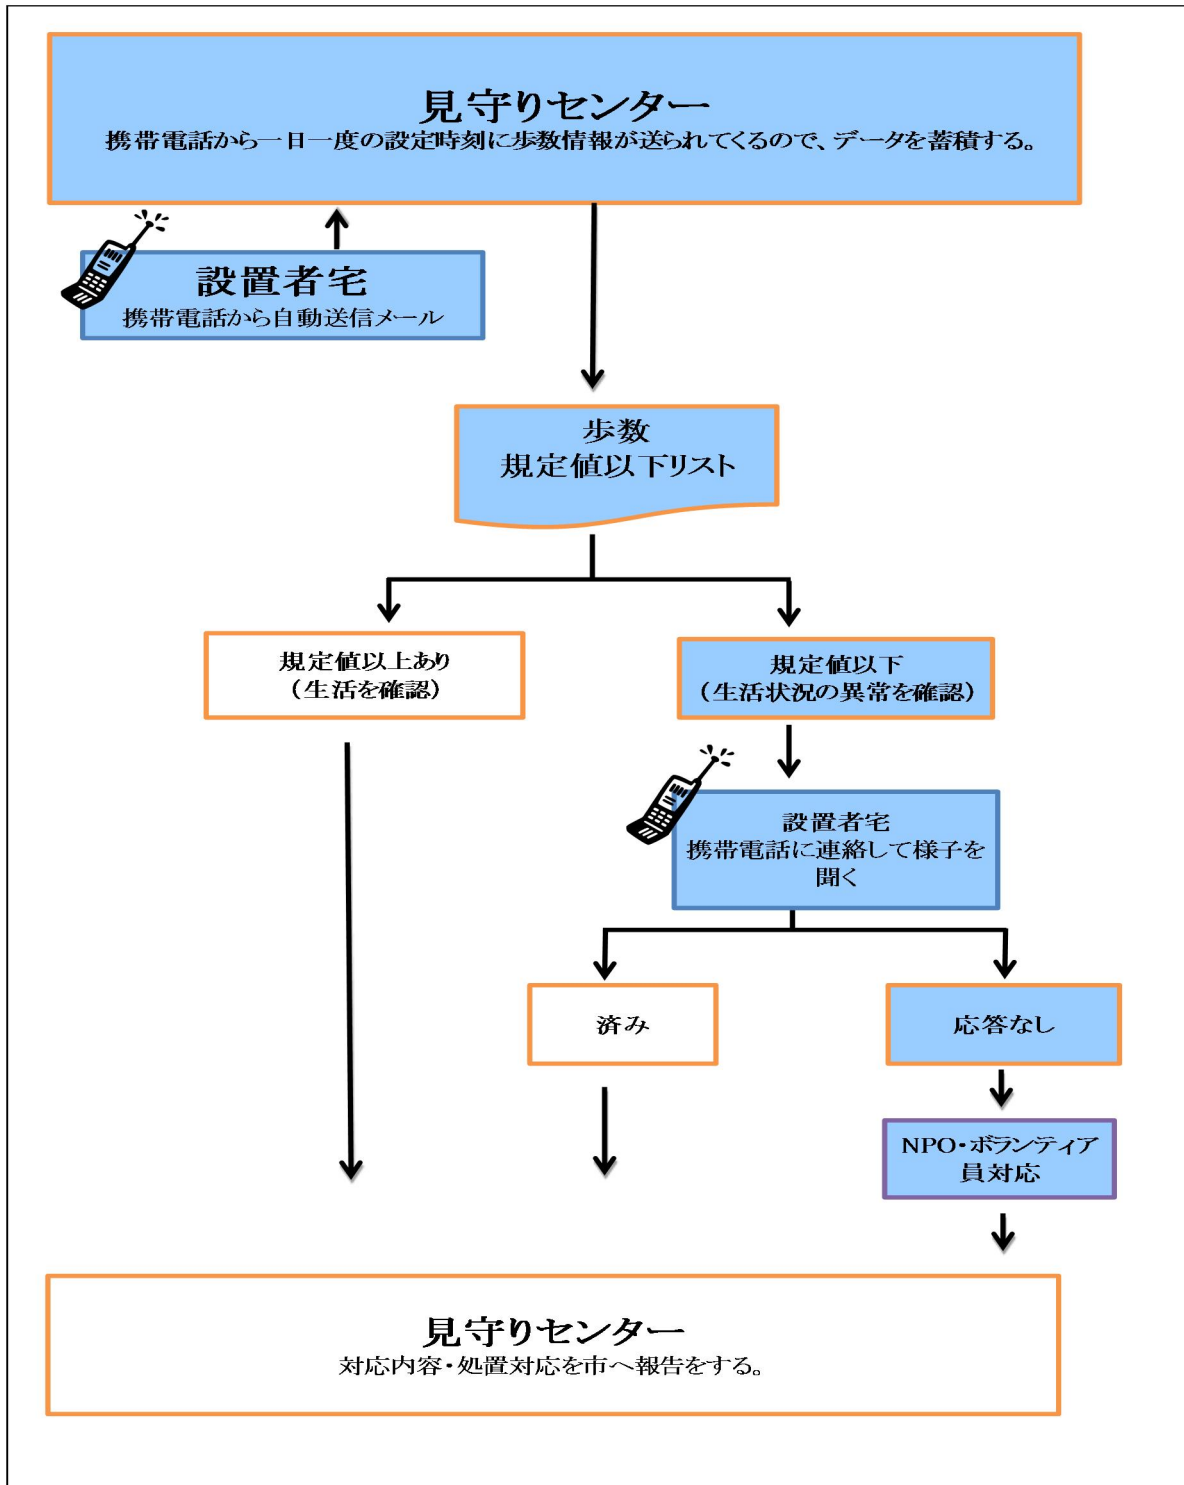 見守りセンター
携帯電話から一日一度の設定時刻に歩数情報が送られてくるので、データを蓄積する。
設置者宅
携帯電話から自動送信メール
歩数
規定値以下リスト
規定値以上あり
（生活を確認）
規定値以下
（生活状況の異常を確認）
設置者宅
携帯電話に連絡して様子を
聞く
済み
応答なし
NPO・ボランティア
員対応
見守りセンター
対応内容・処置対応を市へ報告をする。